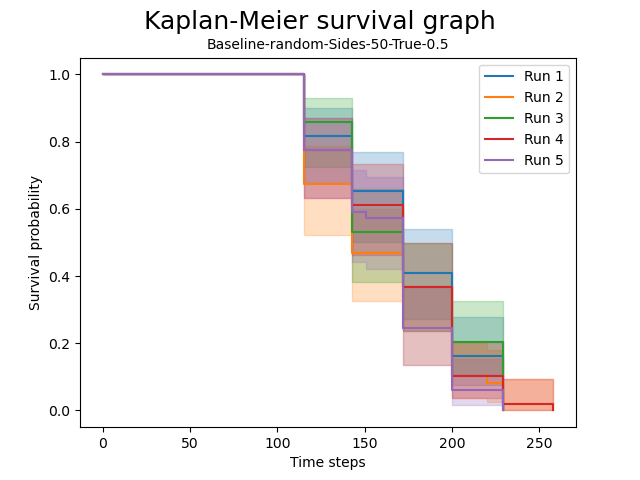 Kaplan-Meier survival graph
Baseline-random-Sides-50-True-0.5
Survival probability
1.0
0.8
0.6
0.4
0.2
0.0
Run 1
Run 2
Run 3
Run 4
Run 5
0 50 100 150 200 250
Time steps